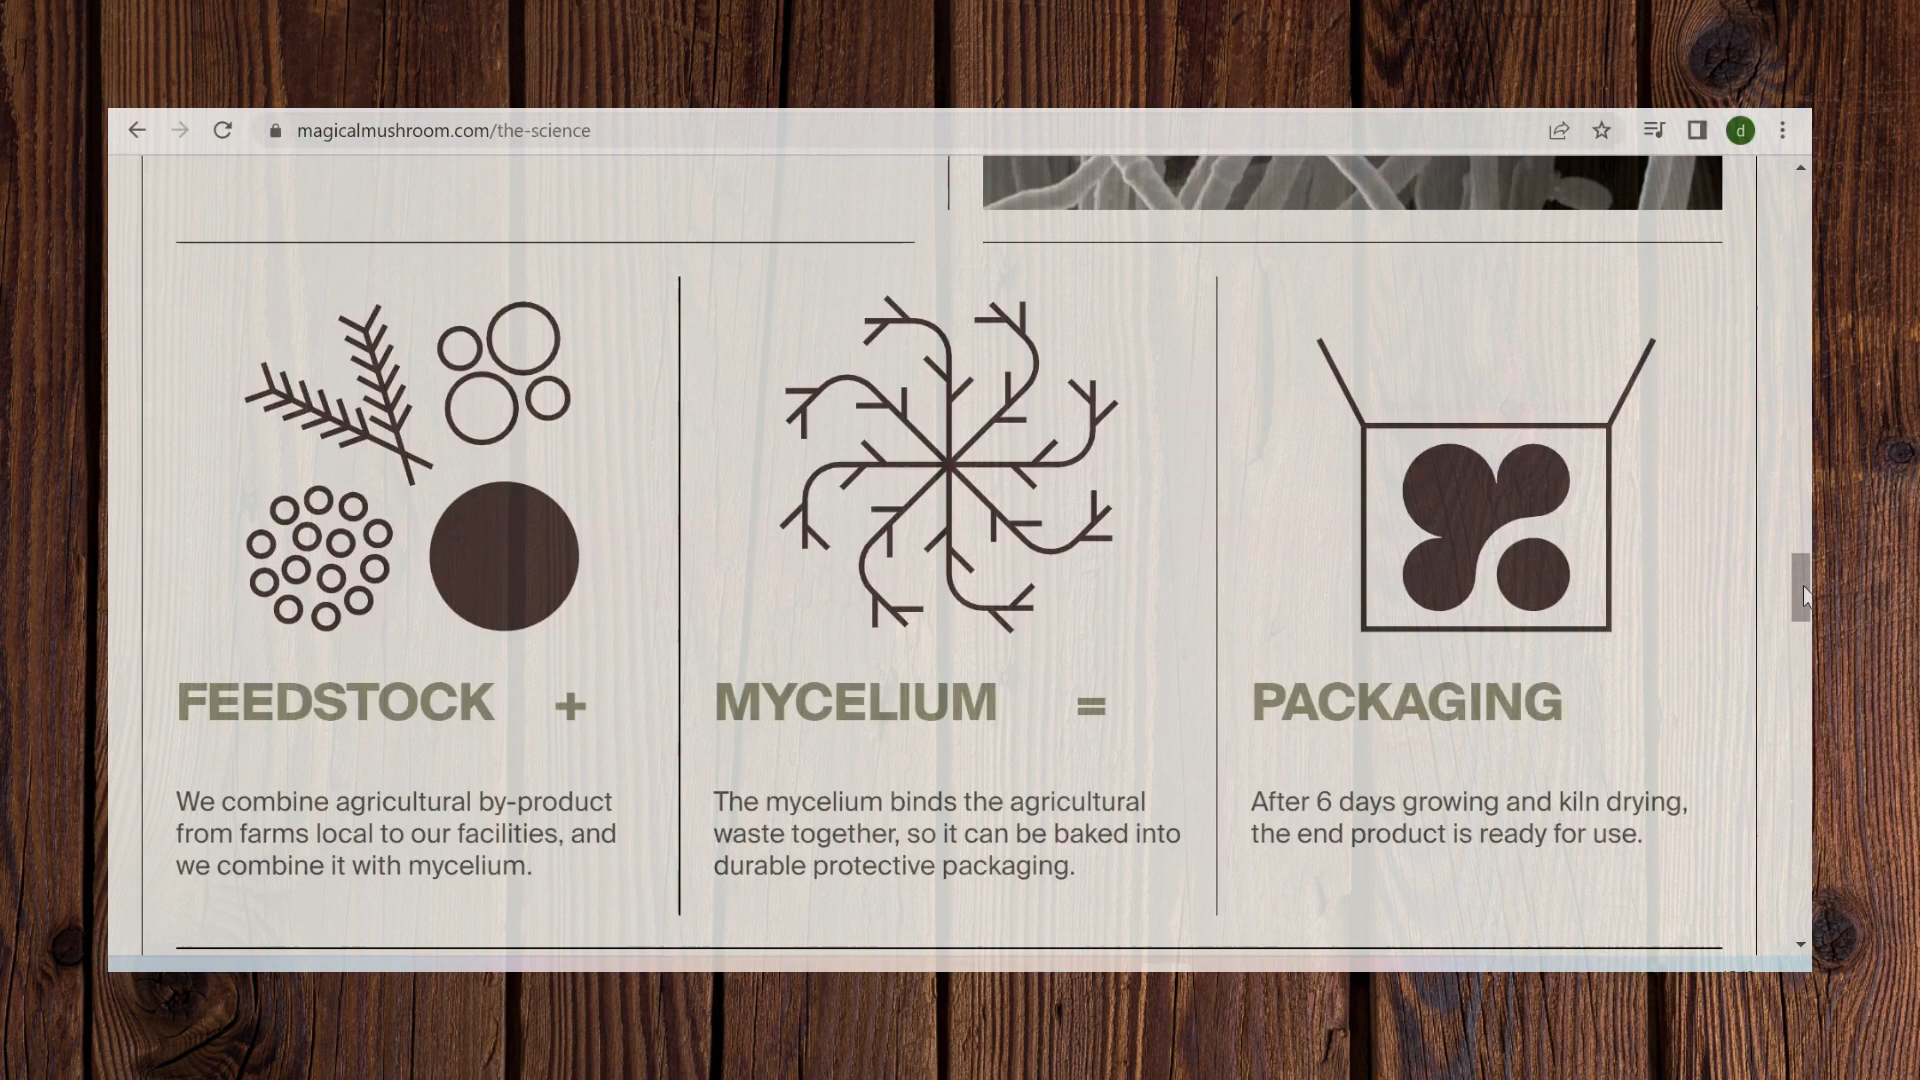 magicalmushroom.com/the-science
d
FEEDSTOCK +
MYCELIUM =
PACKAGING
We combine agricultural by-product
from farms local to our facilities, and
we combine it with mycelium.
The mycelium binds the agricultural
waste together, so it can be baked into
durable protective packaging.
After 6 days growing and kiln drying,
the end product is ready for use.